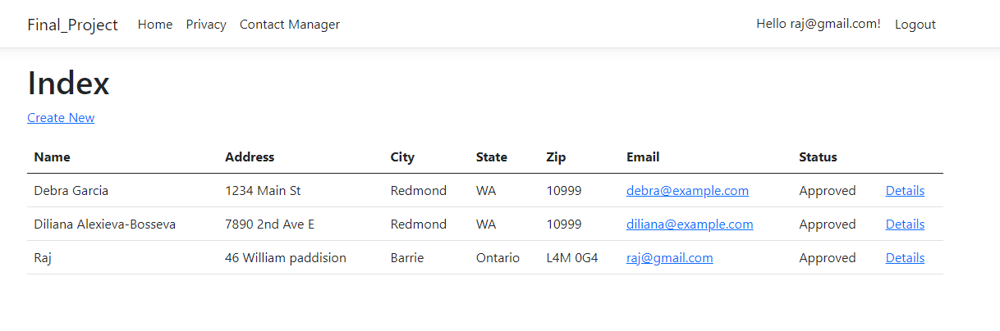 Final_Project Home Privacy Contact Manager Hello raj@gmail.com! Logout
Index
Create New
Name Address City State Zip Email Status
Debra Garcia 1234 Main St Redmond WA 10999 debra@example.com Approved Details
Diliana Alexieva-Bosseva 7890 2nd Ave E Redmond WA 10999 diliana@example.com Approved Details
Raj 46 William paddision Barrie Ontario L4M 0G4 raj@gmail.com Approved Details